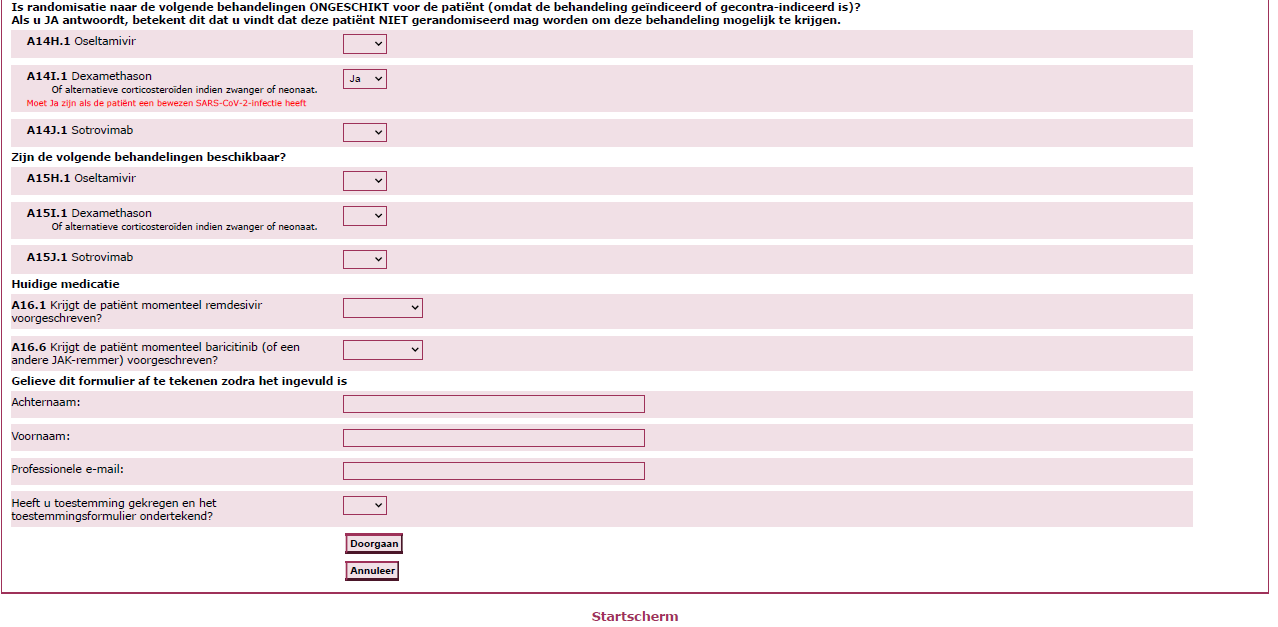 Is randomisatie naar de volgende behandelingen ONGESCHIKT voor de patiënt (omdat de behandeling geïndiceerd of gecontra-indiceerd is)?
Als u JA antwoordt, betekent dit dat u vindt dat deze patiënt NIET gerandomiseerd mag worden om deze behandeling mogelijk te krijgen.
A14H.1 Oseltamivir
A14I.1 Dexamethason
Ja
Of alternatieve corticosteroïden indien zwanger of neonaat.
Moet Ja zijn als de patiënt een bewezen SARS-CoV-2-infectie heeft
A14J.1 Sotrovimab
Zijn de volgende behandelingen beschikbaar?
A15H.1 Oseltamivir
A15I.1 Dexamethason
Of alternatieve corticosteroïden indien zwanger of neonaat.
A15J.1 Sotrovimab
Huidige medicatie
A16.1 Krijgt de patiënt momenteel remdesivir
voorgeschreven?
A16.6 Krijgt de patiënt momenteel baricitinib (of een
andere JAK-remmer) voorgeschreven?
Gelieve dit formulier af te tekenen zodra het ingevuld is
Achternaam:
Voornaam:
Professionele e-mail:
Heeft u toestemming gekregen en het
toestemmingsformulier ondertekend?
Doorgaan
Annuleer
Startscherm